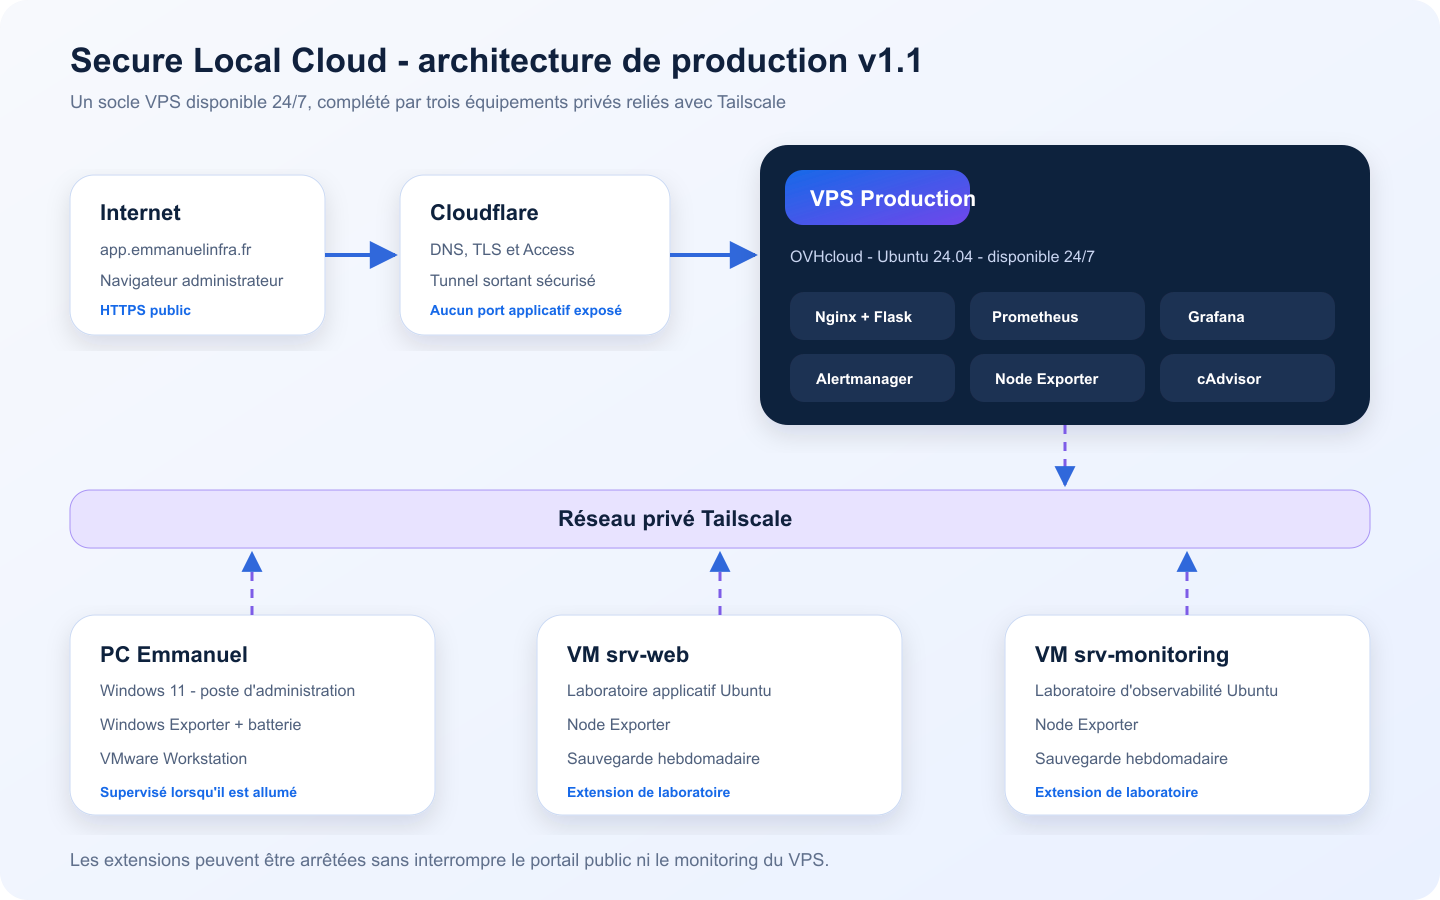 Secure Local Cloud - architecture de production v1.1
Un socle VPS disponible 24/7, complété par trois équipements privés reliés avec Tailscale
Internet
app.emmanuelinfra.fr
Navigateur administrateur
HTTPS public
Cloudflare
DNS, TLS et Access
Tunnel sortant sécurisé
Aucun port applicatif exposé
VPS Production
OVHcloud - Ubuntu 24.04 - disponible 24/7
Nginx + Flask
Prometheus
Grafana
Alertmanager
Node Exporter
cAdvisor
Réseau privé Tailscale
PC Emmanuel
Windows 11 - poste d'administration
Windows Exporter + batterie
VMware Workstation
Supervisé lorsqu'il est allumé
VM srv-web
Laboratoire applicatif Ubuntu
Node Exporter
Sauvegarde hebdomadaire
Extension de laboratoire
VM srv-monitoring
Laboratoire d'observabilité Ubuntu
Node Exporter
Sauvegarde hebdomadaire
Extension de laboratoire
Les extensions peuvent être arrêtées sans interrompre le portail public ni le monitoring du VPS.